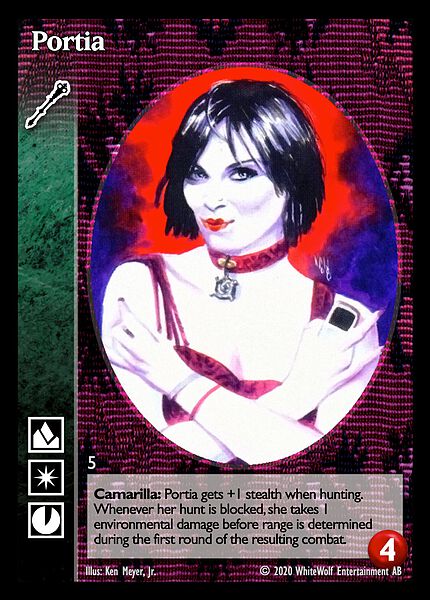 Portia
5
Camarilla: Portia gets +1 stealth when hunting.
Whenever her hunt is blocked, she takes 1
environmental damage before range is determined
during the first round of the resulting combat.
4
Illus: Ken Meyer, Jr.
© 2020 WhiteWolf Entertainment AB